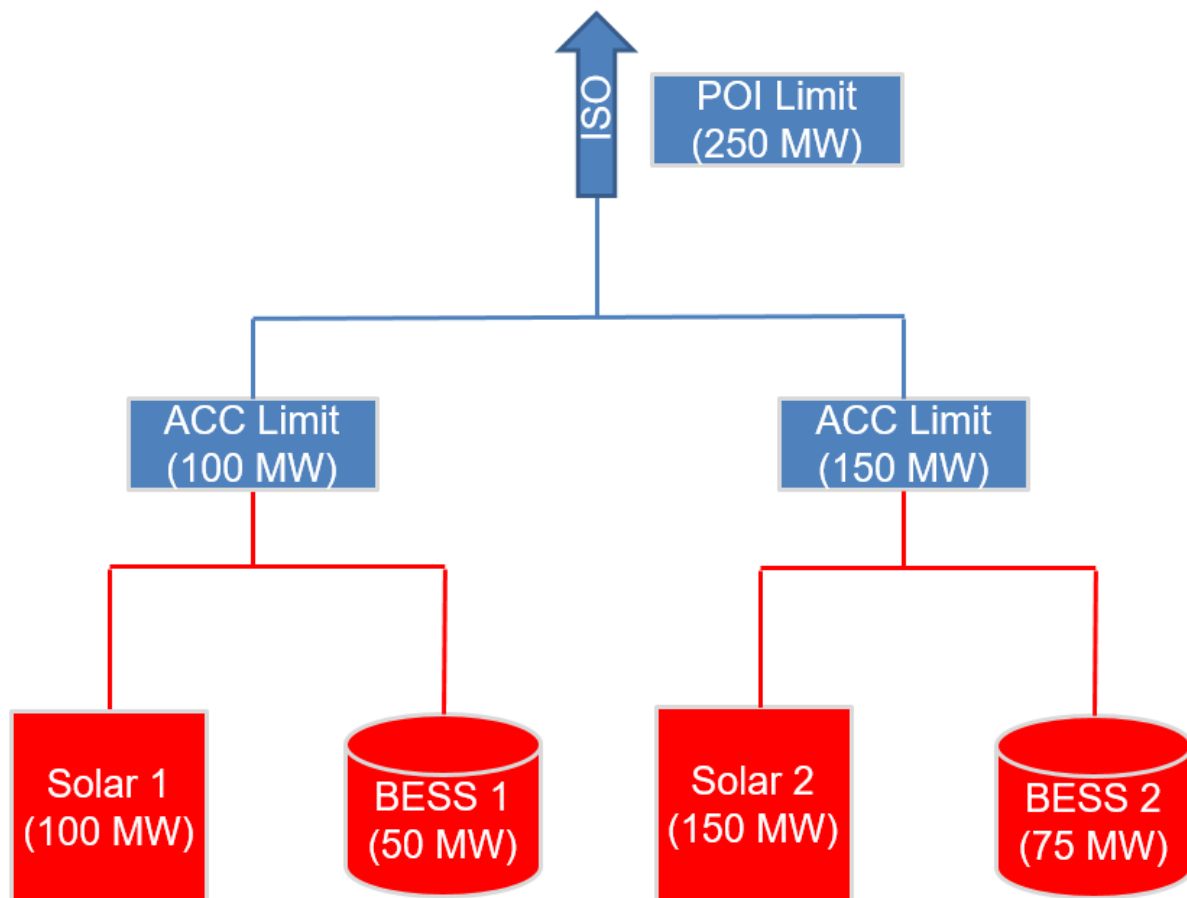 ISO
POI Limit
(250 MW)
ACC Limit
(100 MW)
ACC Limit
(150 MW)
Solar 1
(100 MW)
BESS 1
(50 MW)
Solar 2
(150 MW)
BESS 2
(75 MW)